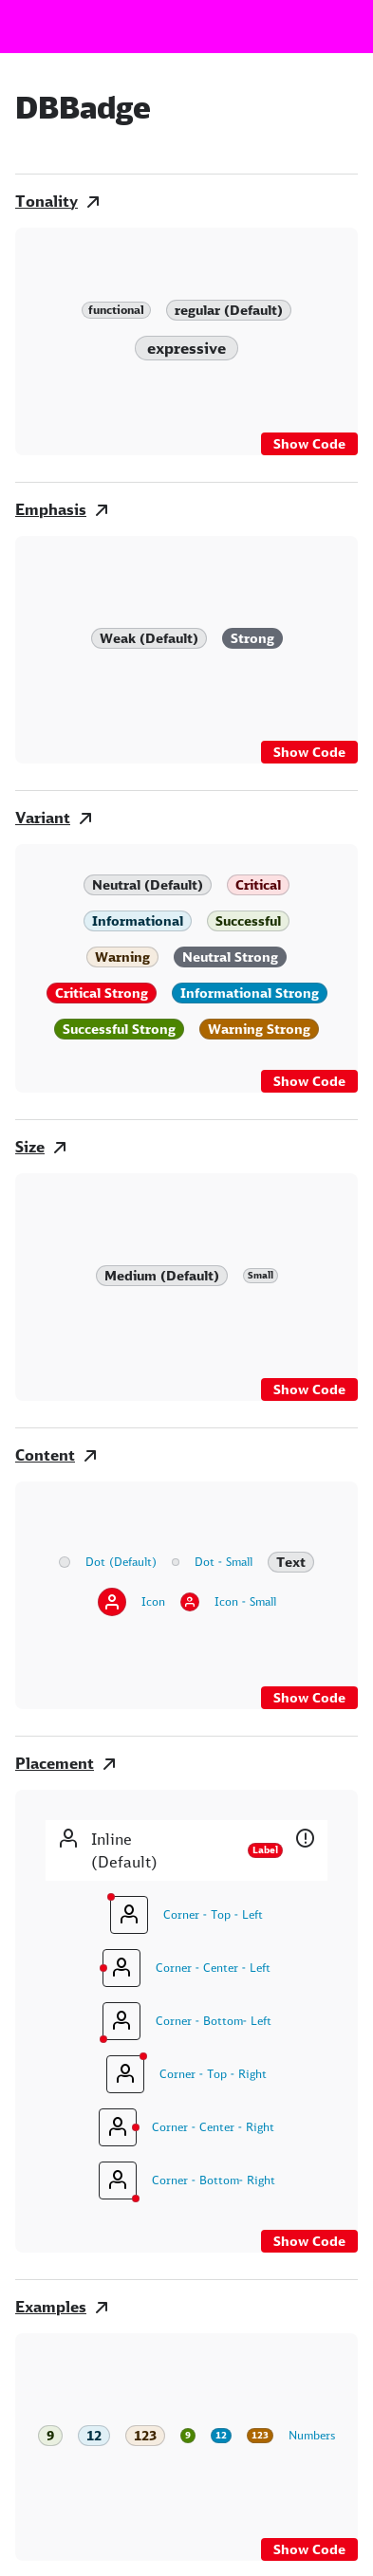 DBBadge
Tonality
functional regular (Default)
expressive
Show Code
Emphasis
Weak (Default) Strong
Show Code
Variant
Neutral (Default) Critical
Informational Successful
Warning Neutral Strong
Critical Strong Informational Strong
Successful Strong Warning Strong
Show Code
Size
Medium (Default) Small
Show Code
Content
Dot (Default) Dot - Small Text
Icon Icon - Small
Show Code
Placement
Inline
(Default) Label
Corner - Top - Left
Corner - Center - Left
Corner - Bottom- Left
Corner - Top - Right
Corner - Center - Right
Corner - Bottom- Right
Show Code
Examples
9 12 123 9 12 123 Numbers
Show Code